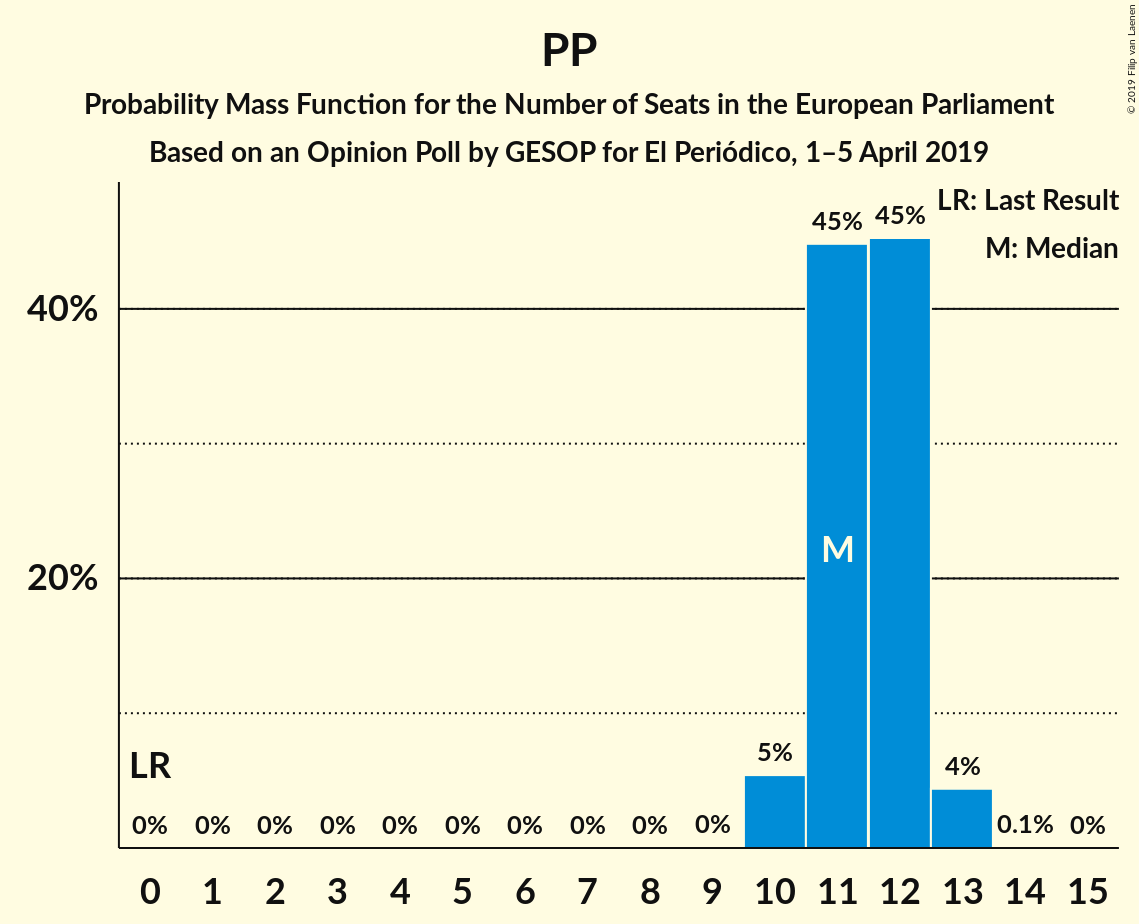 © 2019 Filip van Laenen
PP
Probability Mass Function for the Number of Seats in the European Parliament
Based on an Opinion Poll by GESOP for El Periódico, 1–5 April 2019
LR: Last Result
M: Median
45% 45%
40%
M
20%
LR
5% 4%
0% 0% 0% 0% 0% 0% 0% 0% 0% 0% 0.1% 0%
0 1 2 3 4 5 6 7 8 9 10 11 12 13 14 15